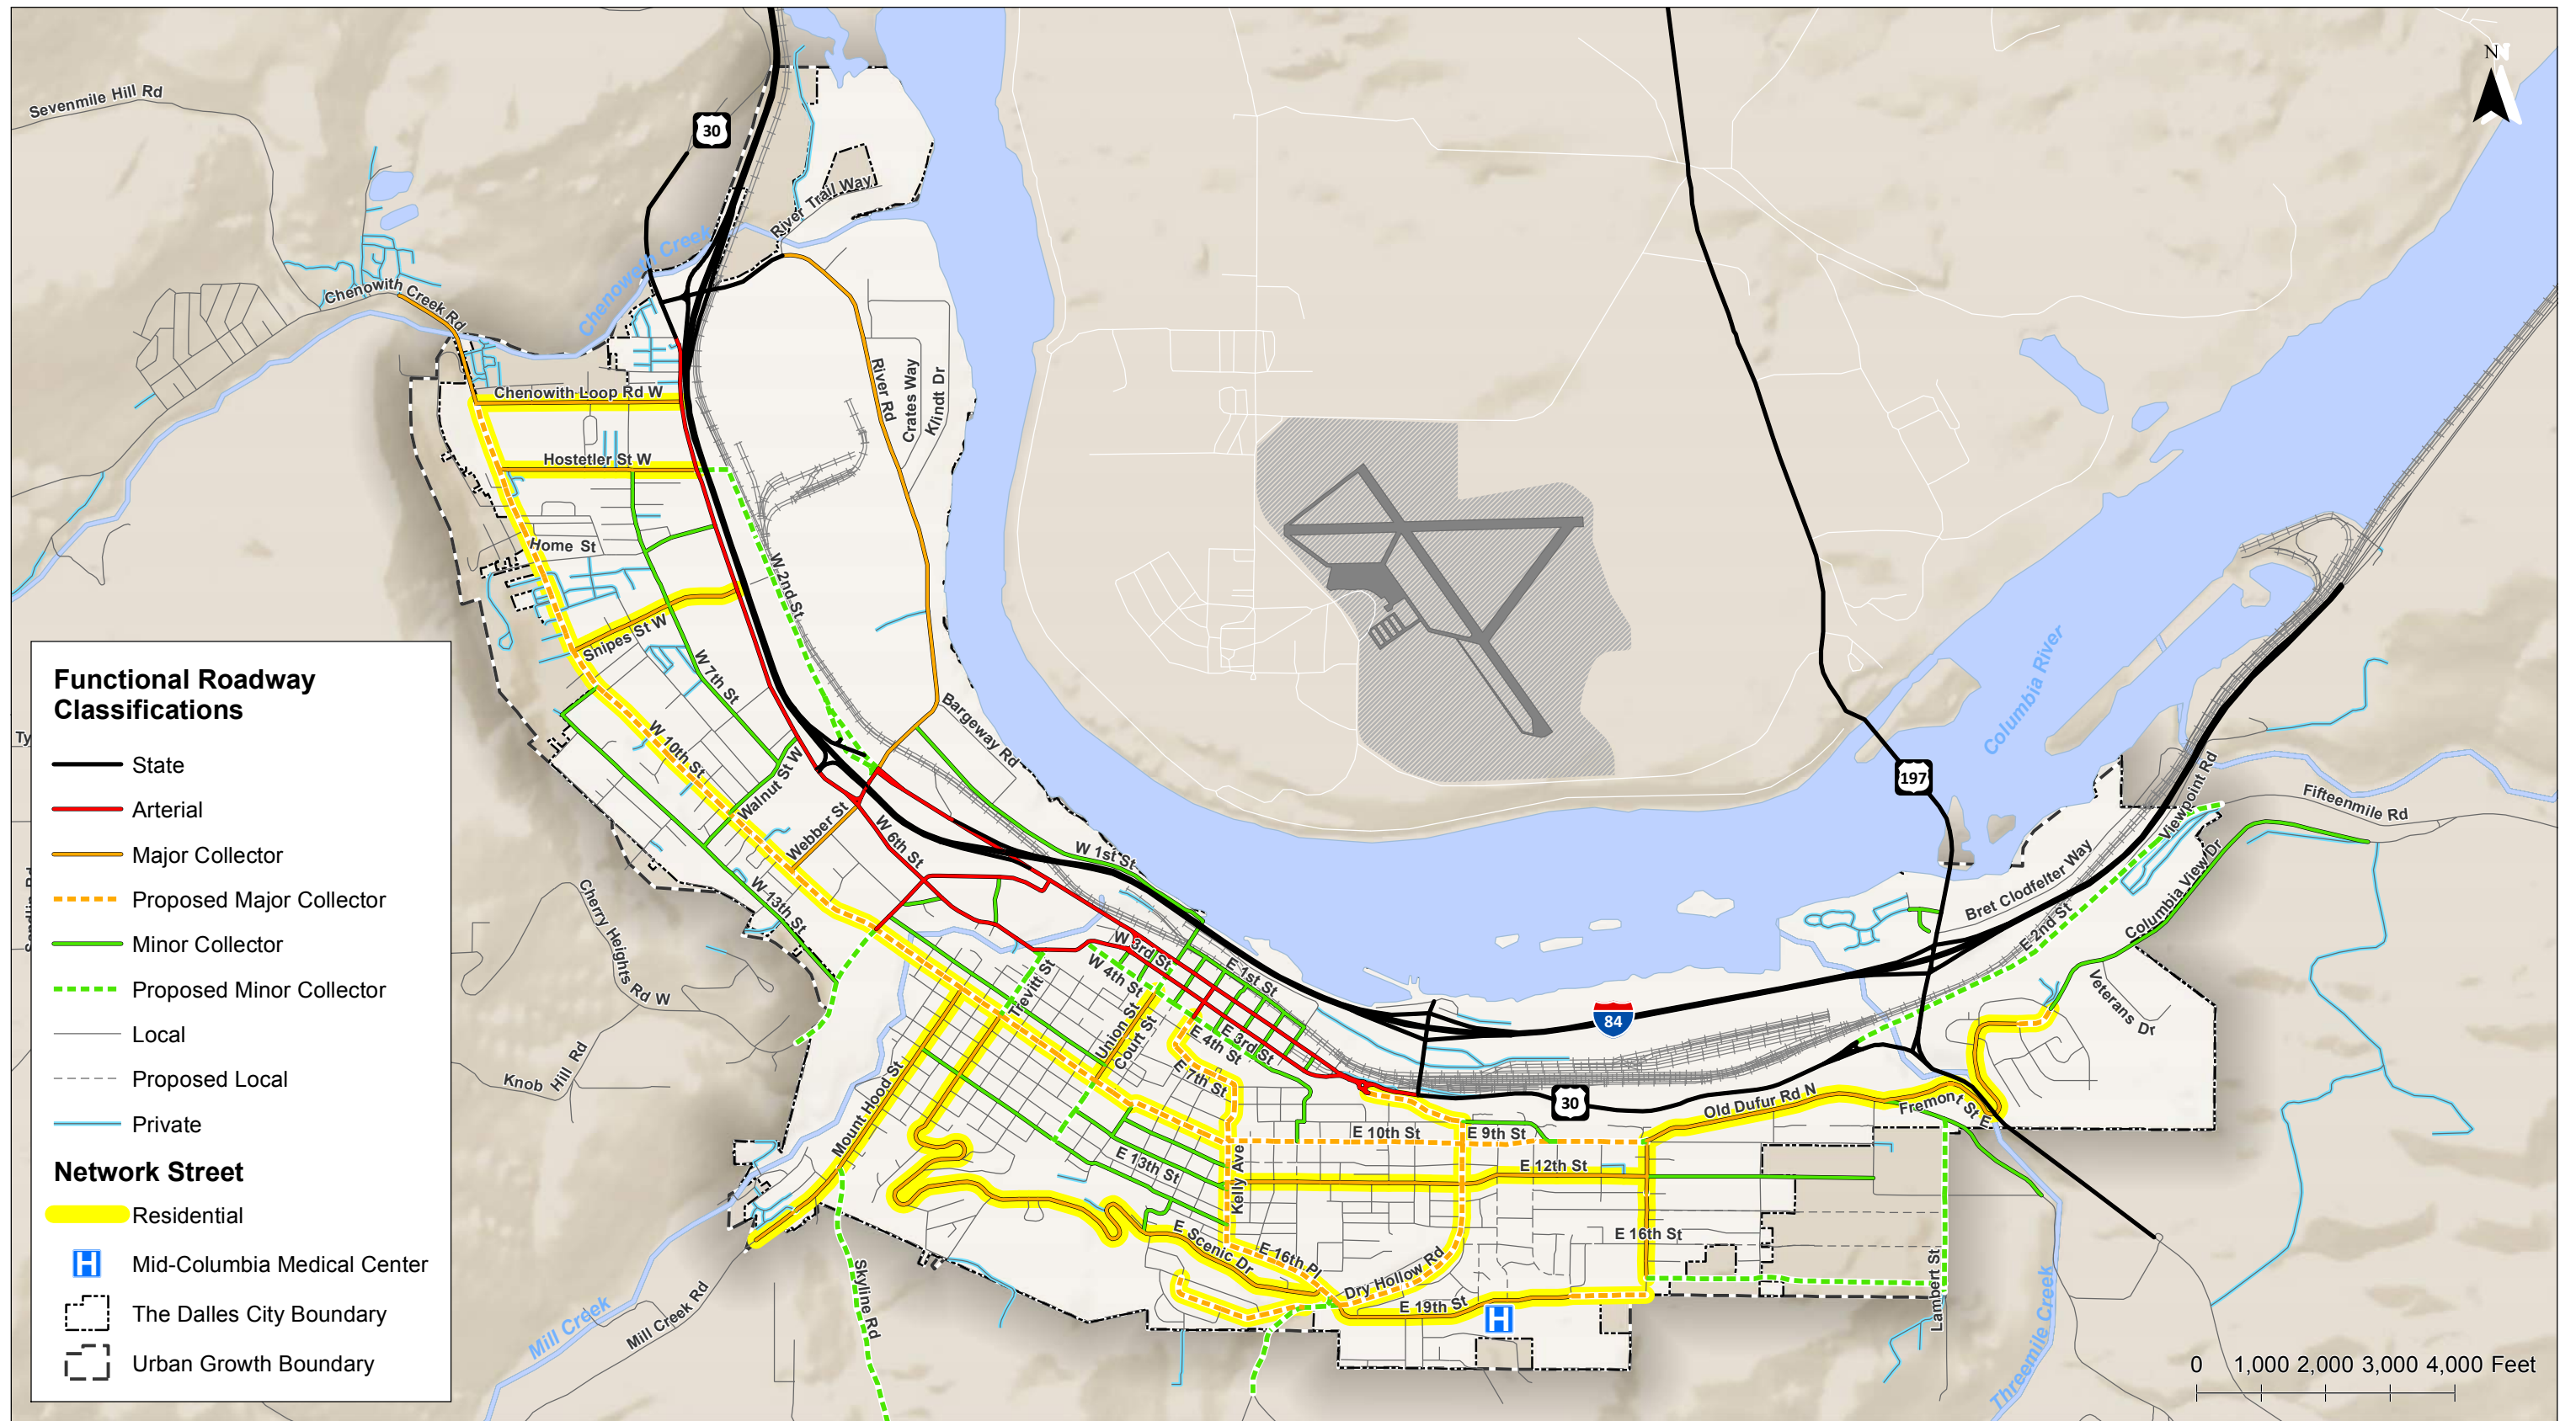 N
Sevenmile Hill Rd
30
River Trail Way
Chenoweth Creek
Chenowith Creek Rd
Chenowith Loop Rd W
River Rd
Crates Way
Klindt Dr
Hostetler St W
Home St
W 2nd St
Snipes St W
W 7th St
Bargeway Rd
W 10th St
Walnut St W
Webber St
W 6th St
W 1st St
W 13th St
Cherry Heights Rd W
Knob Hill Rd
197
Columbia River
Viewpoint Rd
Fifteenmile Rd
Bret Clodfelter Way
Columbia View Dr
E 2nd St
Veterans Dr
84
30
W 3rd St
E 1st St
W 4th St
Trevitt St
Union St
Court St
E 3rd St
E 4th St
E 7th St
Mount Hood St
E 10th St
E 9th St
Old Dufur Rd N
Fremont St E
E 13th St
Kelly Ave
E 12th St
E 16th St
E Scenic Dr
E 16th Pl
Dry Hollow Rd
E 19th St
H
Lambert St
Skyline Rd
Mill Creek Rd
Mill Creek
Threemile Creek
Ty
Functional Roadway
Classifications
State
Arterial
Major Collector
Proposed Major Collector
Minor Collector
Proposed Minor Collector
Local
Proposed Local
Private
Network Street
Residential
H Mid-Columbia Medical Center
The Dalles City Boundary
Urban Growth Boundary
0 1,000 2,000 3,000 4,000 Feet